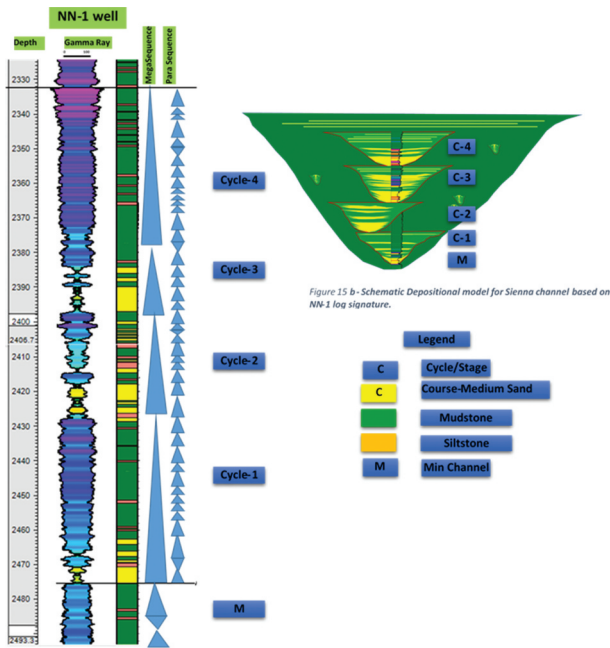 NN-1 well
Depth
Gamma Ray
MegaSequence
Para Sequence
2330
2340
2350
2360
2370
2380
2390
2400
2406.7
2410
2420
2430
2440
2450
2460
2470
2480
2493.3
Cycle-4
Cycle-3
Cycle-2
Cycle-1
M
C-4
C-3
C-2
C-1
M
Figure 15 b - Schematic Depositional model for Sienna channel based on
NN-1 log signature.
Legend
C Cycle/Stage
C Course-Medium Sand
Mudstone
Siltstone
M Min Channel